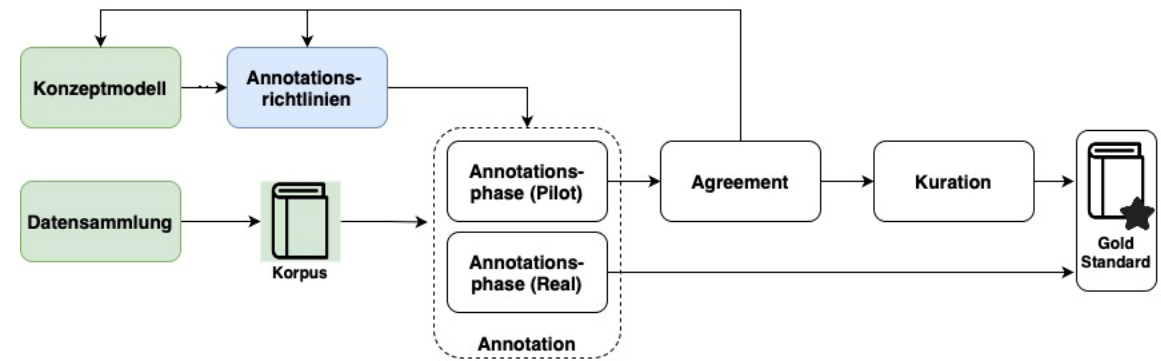 Konzeptmodell
Annotations-
richtlinien
Datensammlung
Korpus
Annotations-
phase (Pilot)
Annotations-
phase (Real)
Annotation
Agreement
Kuration
Gold
Standard